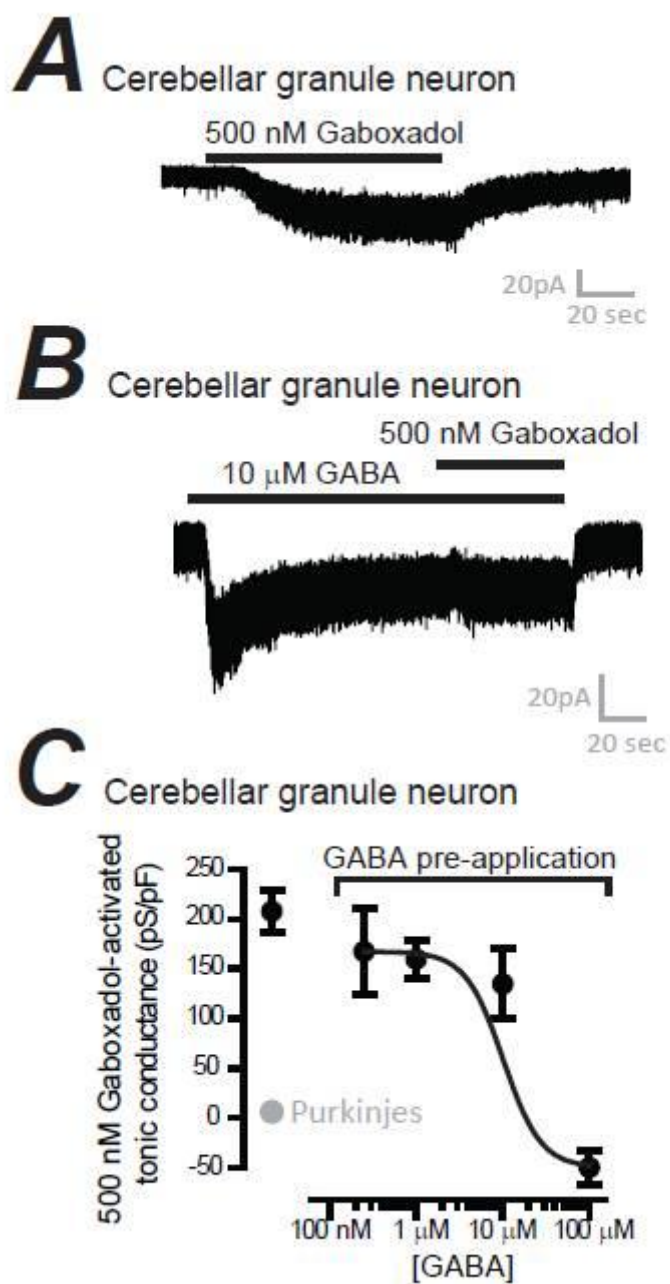 A Cerebellar granule neuron
500 nM Gaboxadol
20pA
20 sec
B Cerebellar granule neuron
500 nM Gaboxadol
10 μM GABA
20pA
20 sec
C Cerebellar granule neuron
500 nM Gaboxadol-activated
tonic conductance (pS/pF)
250
200
150
100
50
0
-50
GABA pre-application
Purkinjes
100 nM 1 μM 10 μM 100 μM
[GABA]